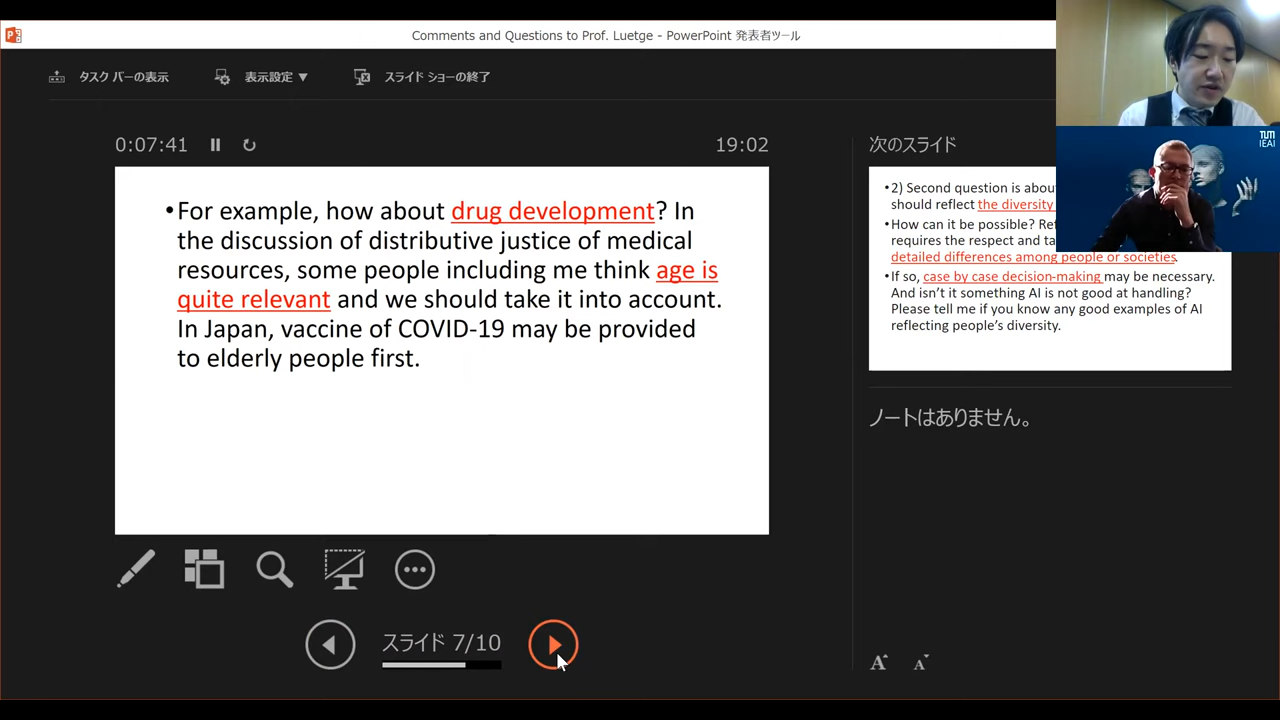 Comments and Questions to Prof. Luetge - PowerPoint 発表者ツール
タスク バーの表示
表示設定 ▼
スライド ショーの終了
0:07:41
19:02
•For example, how about drug development? In
the discussion of distributive justice of medical
resources, some people including me think age is
quite relevant and we should take it into account.
In Japan, vaccine of COVID-19 may be provided
to elderly people first.
スライド 7/10
次のスライド
•2) Second question is about
should reflect the diversity
•How can it be possible?
requires the respect and
detailed differences among people or societies.
•If so, case by case decision-making may be necessary.
And isn't it something AI is not good at handling?
Please tell me if you know any good examples of AI
reflecting people's diversity.
ノートはありません。
A
A
TUM
IEAI